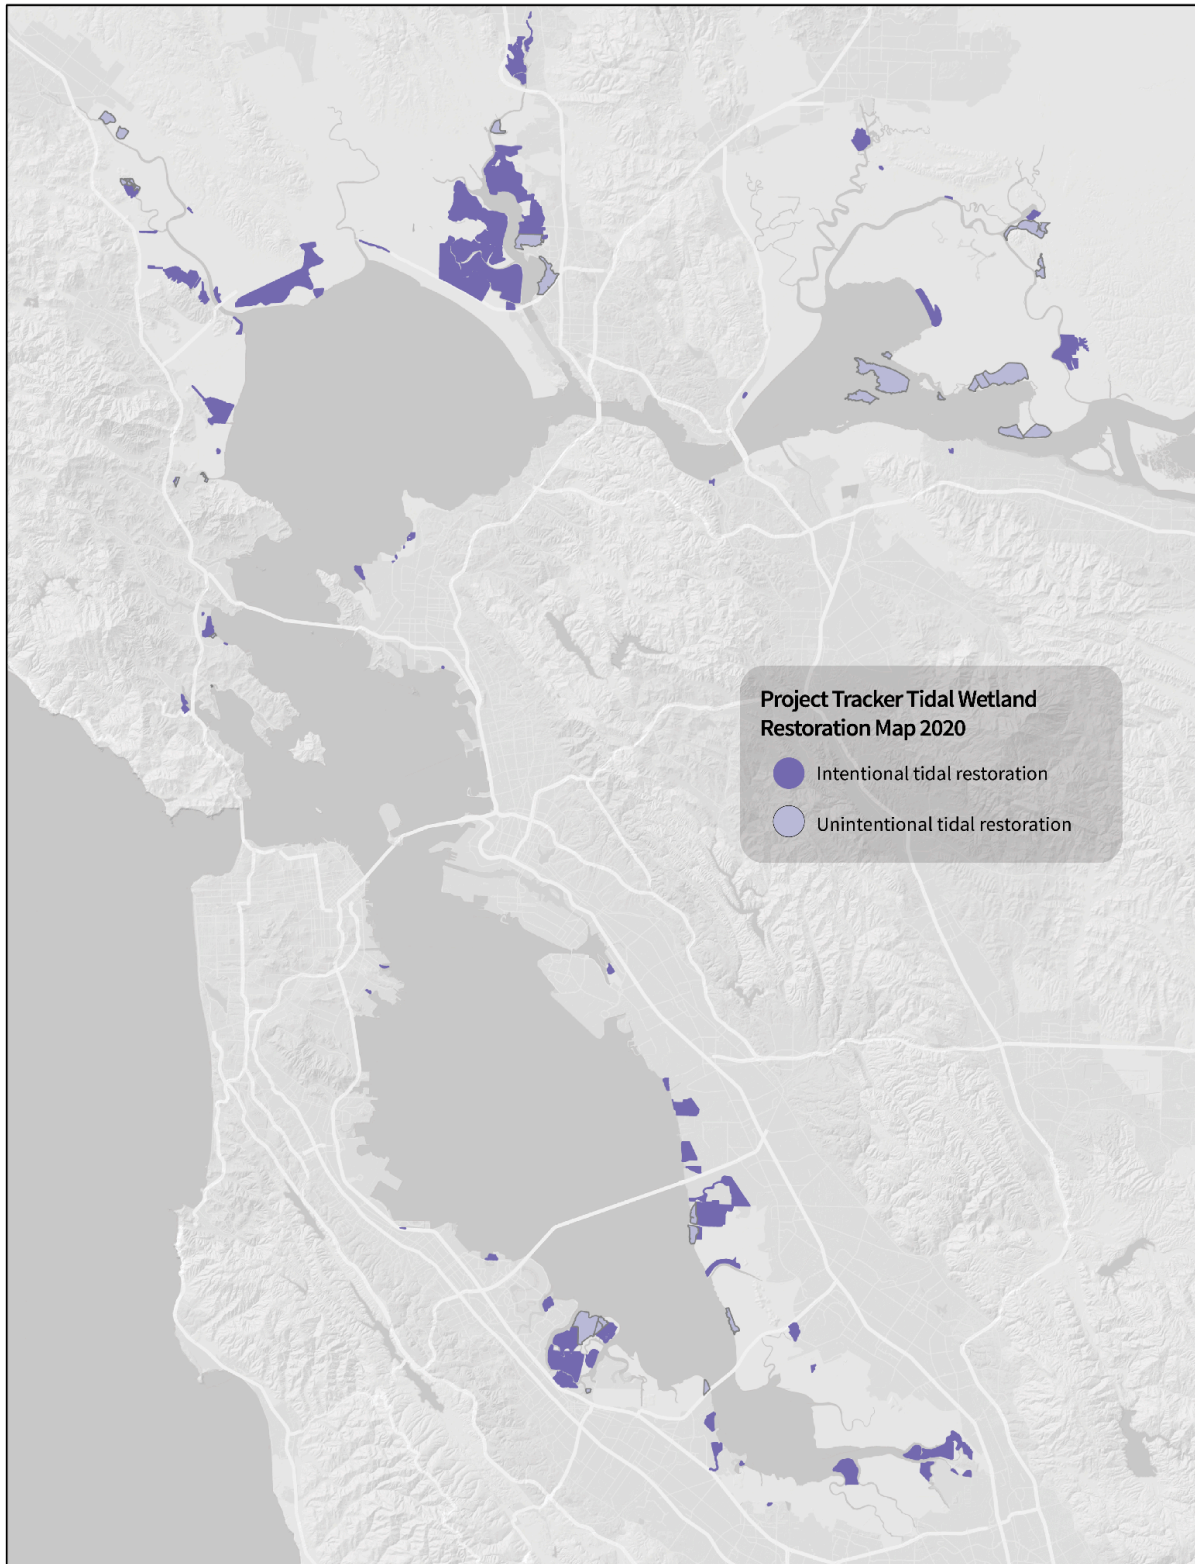 Project Tracker Tidal Wetland
Restoration Map 2020
Intentional tidal restoration
Unintentional tidal restoration